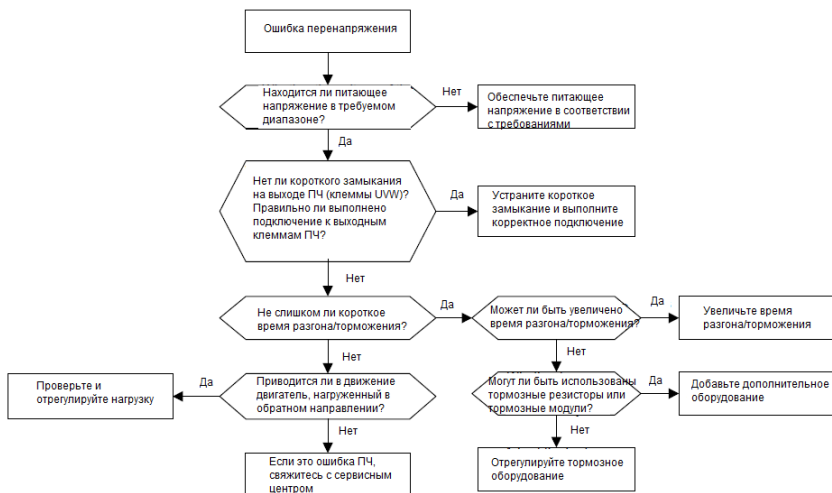 Ошибка перенапряжения
Находится ли питающее
напряжение в требуемом
диапазоне?
Нет
Обеспечьте питающее
напряжение в соответствии
с требованиями
Да
Нет ли короткого замыкания
на выходе ПЧ (клеммы UVW)?
Правильно ли выполнено
подключение к выходным
клеммам ПЧ?
Да
Устраните короткое
замыкание и выполните
корректное подключение
Нет
Не слишком ли короткое
время разгона/торможения?
Да
Может ли быть увеличено
время разгона/торможения?
Да
Увеличьте время
разгона/торможения
Нет
Нет
Проверьте и
отрегулируйте нагрузку
Да
Приводится ли в движение
двигатель, нагруженный в
обратном направлении?
Могут ли быть использованы
тормозные резисторы или
тормозные модули?
Да
Добавьте дополнительное
оборудование
Нет
Нет
Если это ошибка ПЧ,
свяжитесь с сервисным
центром
Отрегулируйте тормозное
оборудование